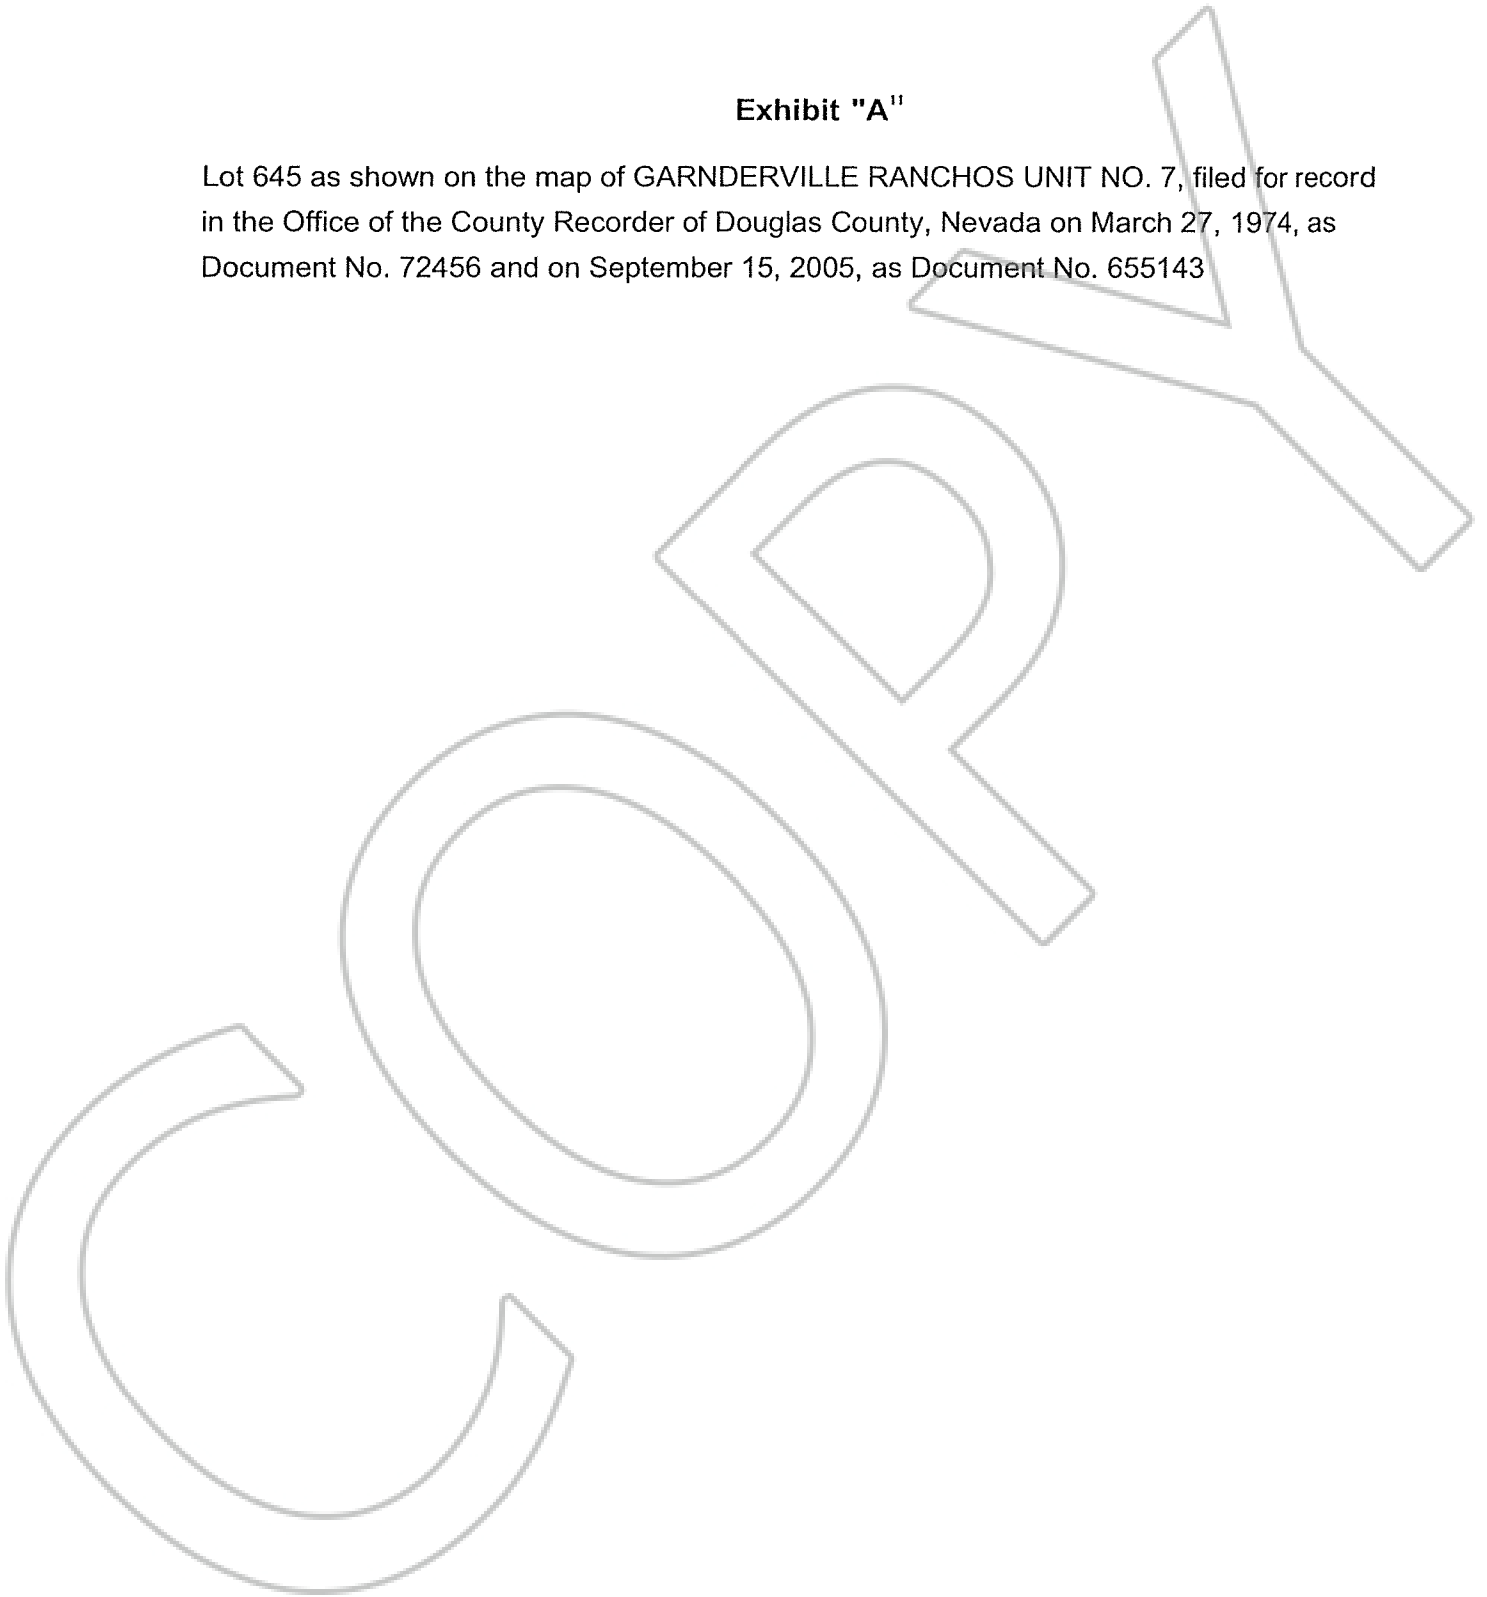 Exhibit "A"
Lot 645 as shown on the map of GARNDERVILLE RANCHOS UNIT NO. 7, filed for record
in the Office of the County Recorder of Douglas County, Nevada on March 27, 1974, as
Document No. 72456 and on September 15, 2005, as Document No. 655143
COPY